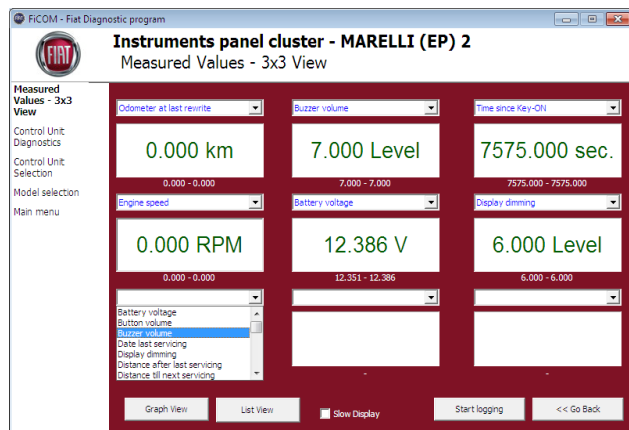 FiCOM - Fiat Diagnostic program
FIAT
Instruments panel cluster - MARELLI (EP) 2
Measured Values - 3x3 View
Measured
Values - 3x3
View
Control Unit
Diagnostics
Control Unit
Selection
Model selection
Main menu
Odometer at last rewrite
Buzzer volume
Time since Key-ON
0.000 km
7.000 Level
7575.000 sec.
0.000 - 0.000
7.000 - 7.000
7575.000 - 7575.000
Engine speed
Battery voltage
Display dimming
0.000 RPM
12.386 V
6.000 Level
0.000 - 0.000
12.351 - 12.386
6.000 - 6.000
Battery voltage
Button volume
Buzzer volume
Date last servicing
Display dimming
Distance after last servicing
Distance till next servicing
-
-
Graph View
List View
Slow Display
Start logging
<< Go Back